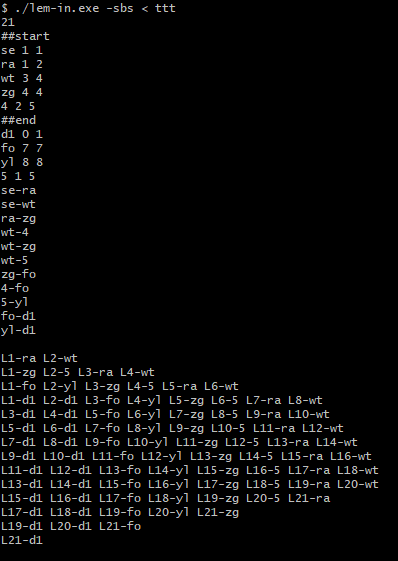 $ ./lem-in.exe -sbs < ttt
21
##start
se 1 1
ra 1 2
wt 3 4
zg 4 4
4 2 5
##end
d1 0 1
fo 7 7
yl 8 8
5 1 5
se-ra
se-wt
ra-zg
wt-4
wt-zg
wt-5
zg-fo
4-fo
5-yl
fo-d1
yl-d1

L1-ra L2-wt
L1-zg L2-5 L3-ra L4-wt
L1-fo L2-yl L3-zg L4-5 L5-ra L6-wt
L1-d1 L2-d1 L3-fo L4-yl L5-zg L6-5 L7-ra L8-wt
L3-d1 L4-d1 L5-fo L6-yl L7-zg L8-5 L9-ra L10-wt
L5-d1 L6-d1 L7-fo L8-yl L9-zg L10-5 L11-ra L12-wt
L7-d1 L8-d1 L9-fo L10-yl L11-zg L12-5 L13-ra L14-wt
L9-d1 L10-d1 L11-fo L12-yl L13-zg L14-5 L15-ra L16-wt
L11-d1 L12-d1 L13-fo L14-yl L15-zg L16-5 L17-ra L18-wt
L13-d1 L14-d1 L15-fo L16-yl L17-zg L18-5 L19-ra L20-wt
L15-d1 L16-d1 L17-fo L18-yl L19-zg L20-5 L21-ra
L17-d1 L18-d1 L19-fo L20-yl L21-zg
L19-d1 L20-d1 L21-fo
L21-d1